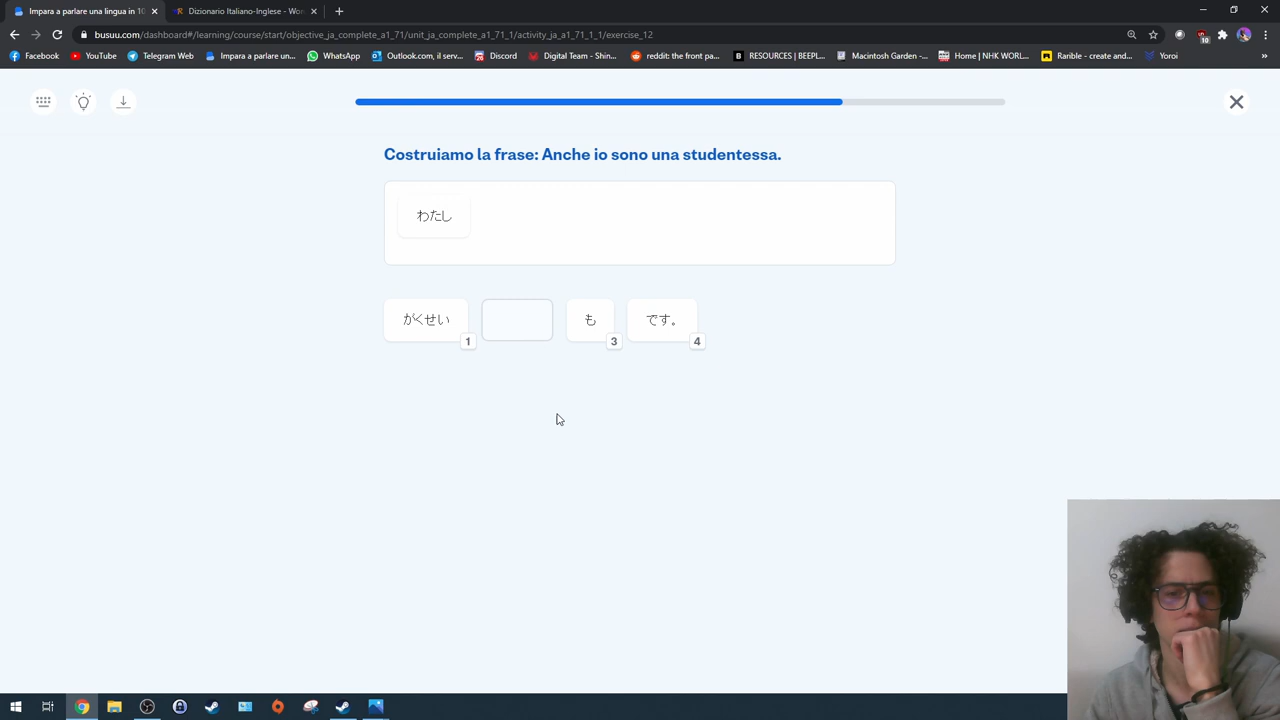 Impara a parlare una lingua in 10
Dizionario Italiano-Inglese - Wor
busuu.com/dashboard#/learning/course/start/objective_ja_complete_a1_71/unit_ja_complete_a1_71_1/activity_ja_a1_71_1_1/exercise_12
10
Facebook YouTube Telegram Web Impara a parlare un... WhatsApp Outlook.com, il serv... Discord Digital Team - Shin... RESOURCES | BEEPL... reddit: the front pa... Macintosh Garden -... Home | NHK WORL... Rarible - create and... Yoroi »
Costruiamo la frase: Anche io sono una studentessa.
わたし
がくせい も です。
1 3 4